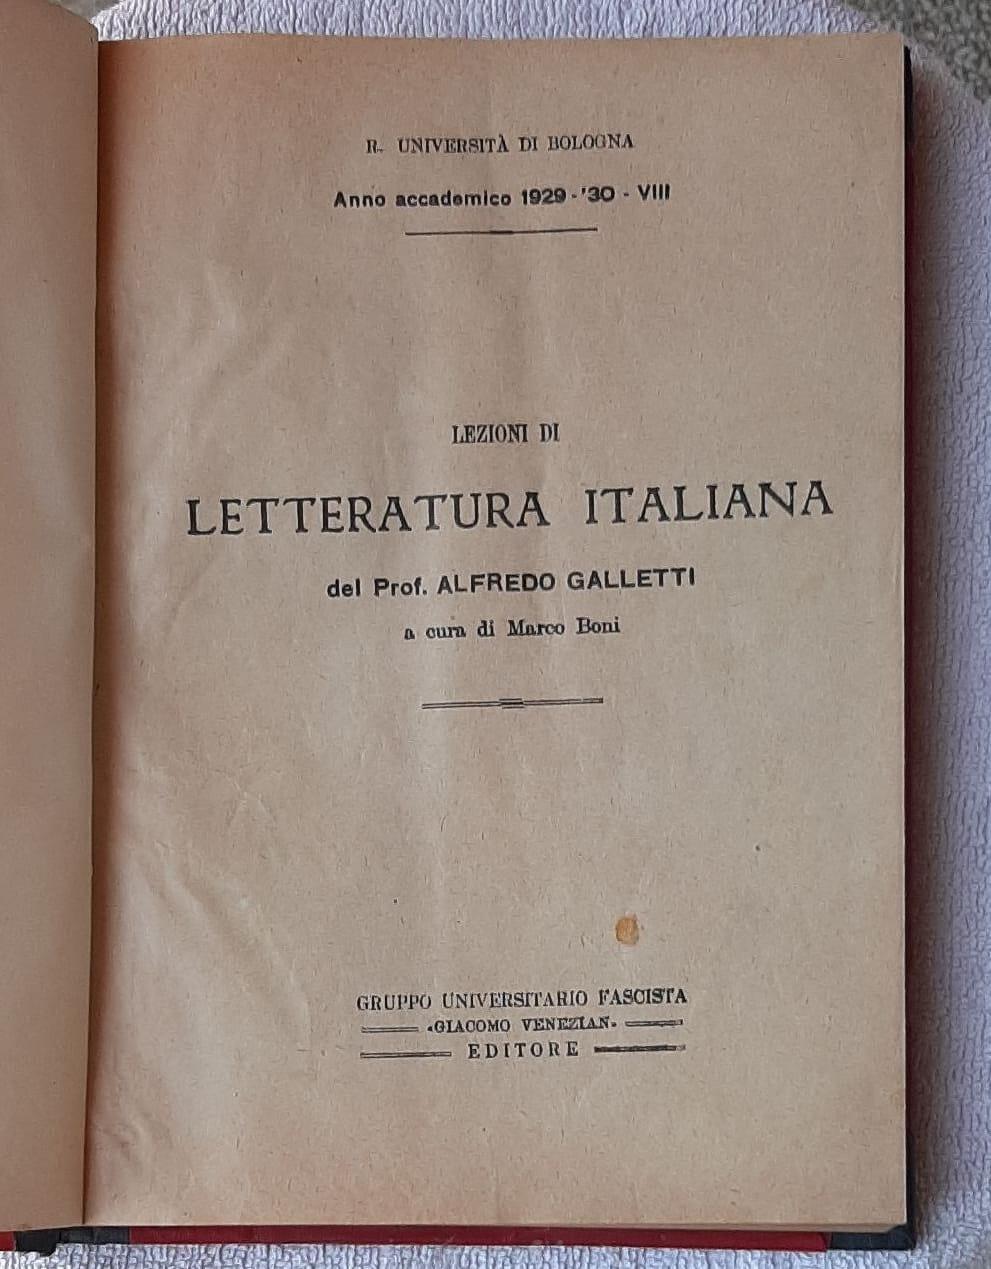 R. UNIVERSITÀ DI BOLOGNA
Anno accademico 1929-'30 - VIII
LEZIONI DI
LETTERATURA ITALIANA
del Prof. ALFREDO GALLETTI
a cura di Marco Boni
GRUPPO UNIVERSITARIO FASCISTA
«GIACOMO VENEZIAN»
EDITORE